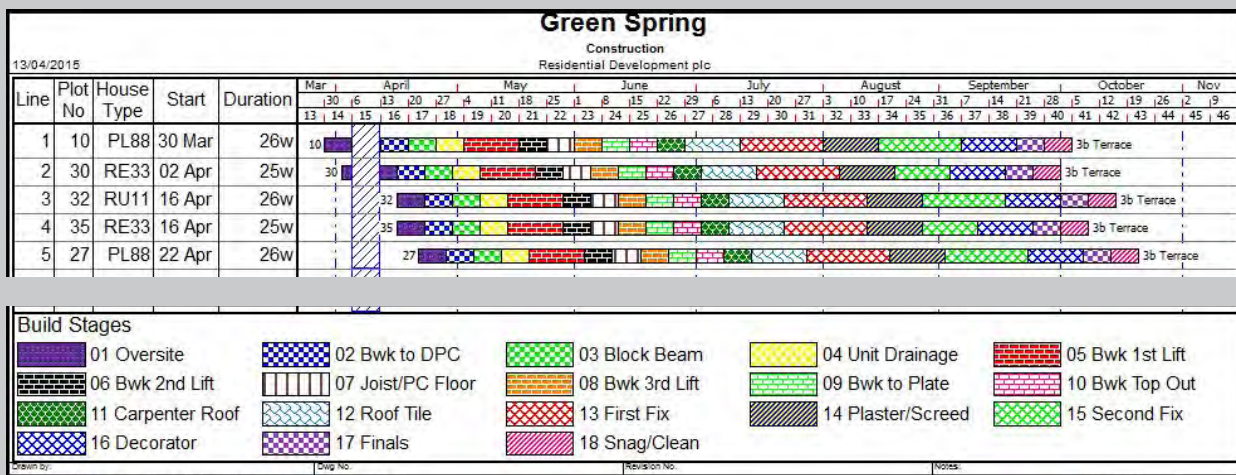 Green Spring
Construction
13/04/2015 Residential Development plc
Line Plot No House Type Start Duration
Mar April May June July August September October Nov
30 6 13 20 27 4 11 18 25 1 8 15 22 29 6 13 20 27 3 10 17 24 31 7 14 21 28 5 12 19 26 2 9
13 14 15 16 17 18 19 20 21 22 23 24 25 26 27 28 29 30 31 32 33 34 35 36 37 38 39 40 41 42 43 44 45 46
1 10 PL88 30 Mar 26w 10 3b Terrace
2 30 RE33 02 Apr 25w 30 3b Terrace
3 32 RU11 16 Apr 26w 32 3b Terrace
4 35 RE33 16 Apr 25w 35 3b Terrace
5 27 PL88 22 Apr 26w 27 3b Terrace
Build Stages
01 Oversite 02 Bwk to DPC 03 Block Beam 04 Unit Drainage 05 Bwk 1st Lift
06 Bwk 2nd Lift 07 Joist/PC Floor 08 Bwk 3rd Lift 09 Bwk to Plate 10 Bwk Top Out
11 Carpenter Roof 12 Roof Tile 13 First Fix 14 Plaster/Screed 15 Second Fix
16 Decorator 17 Finals 18 Snag/Clean
Drawn by: Dwg No. Revision No. Notes: